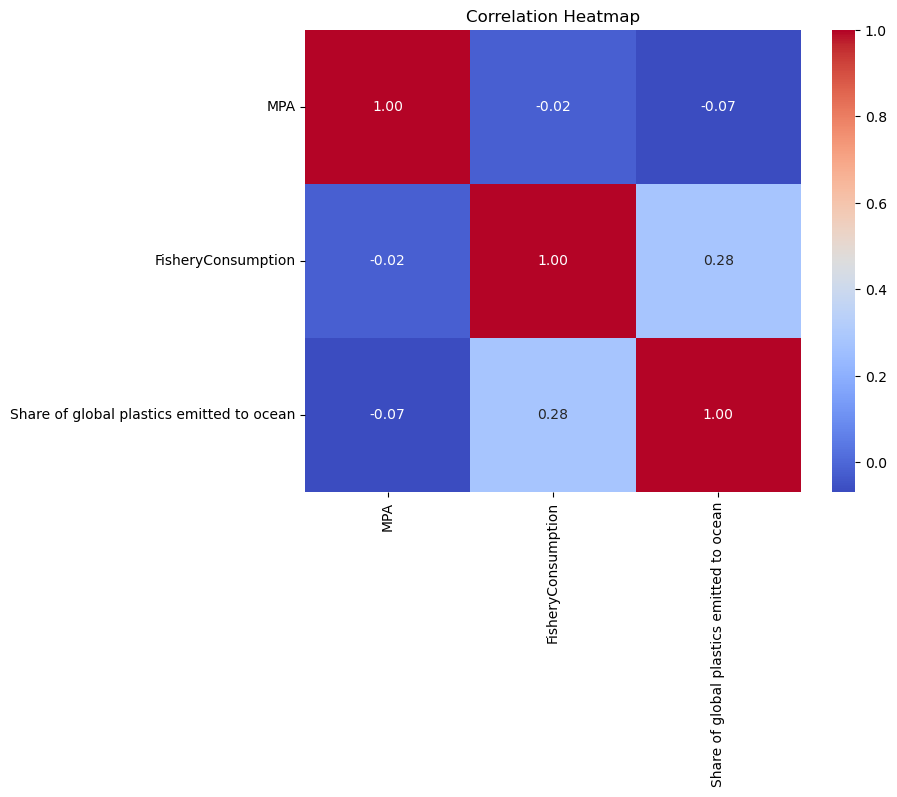 Correlation Heatmap
MPA
1.00
-0.02
-0.07
FisheryConsumption
-0.02
1.00
0.28
Share of global plastics emitted to ocean
-0.07
0.28
1.00
MPA
FisheryConsumption
Share of global plastics emitted to ocean
1.0
0.8
0.6
0.4
0.2
0.0